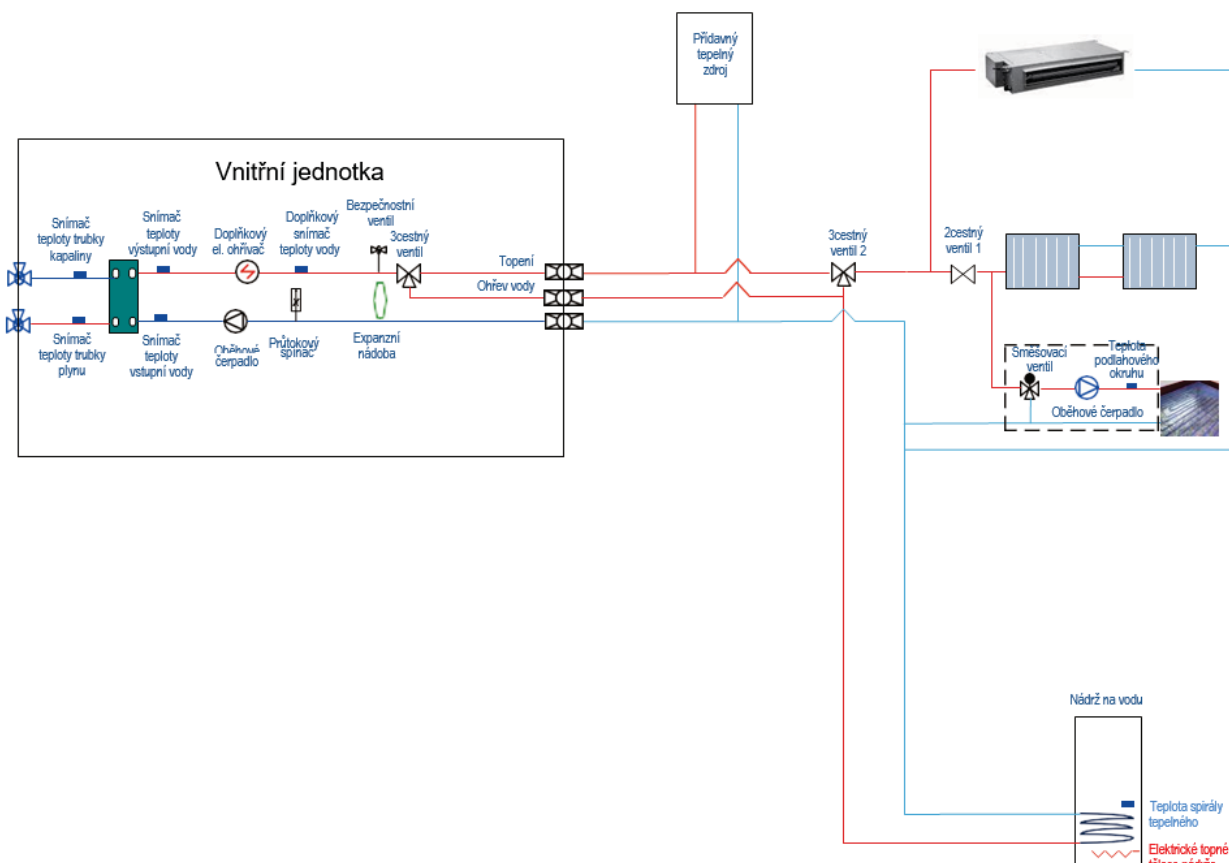 Přídavný
tepelný
zdroj
Vnitřní jednotka
Snímač
teploty trubky
kapaliny
Snímač
teploty
výstupní vody
Doplňkový
el. ohřívač
Doplňkový
snímač
teploty vody
Bezpečnostní
ventil
3cestný
ventil
Topení
Ohřev vody
3cestný
ventil 2
2cestný
ventil 1
Snímač
teploty trubky
plynu
Snímač
teploty
vstupní vody
Oběhové
čerpadlo
Průtokový
spínač
Expanzní
nádoba
Směšovací
ventil
Teplota
podlahového
okruhu
Oběhové čerpadlo
Nádrž na vodu
Teplota spirály
tepelného
Elektrické topné
těleso nádrže